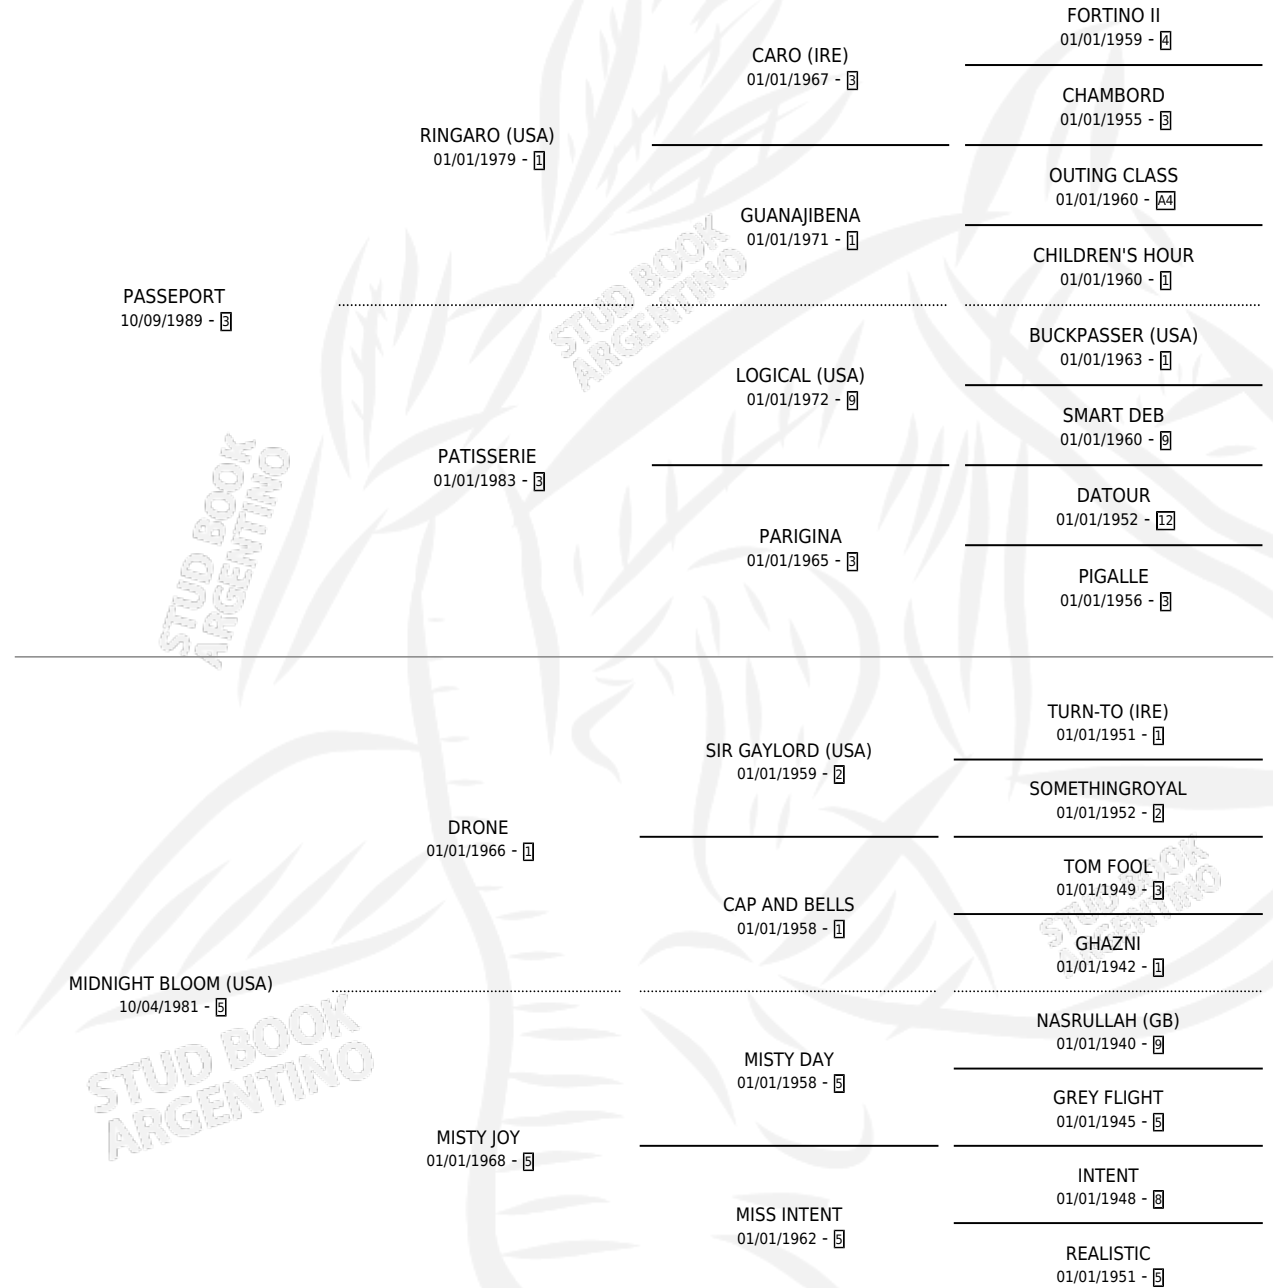 FORTINO II
01/01/1959 - 4
CARO (IRE)
01/01/1967 - 3
CHAMBORD
01/01/1955 - 3
RINGARO (USA)
01/01/1979 - 1
OUTING CLASS
01/01/1960 - A4
GUANAJIBENA
01/01/1971 - 1
CHILDREN'S HOUR
01/01/1960 - 1
PASSEPORT
10/09/1989 - 3
STUD BOOK
ARGENTINO
BUCKPASSER (USA)
01/01/1963 - 1
LOGICAL (USA)
01/01/1972 - 9
SMART DEB
01/01/1960 - 9
PATISSERIE
01/01/1983 - 3
DATOUR
01/01/1952 - 12
PARIGINA
01/01/1965 - 3
PIGALLE
01/01/1956 - 3
STUD BOOK
ARGENTINO
TURN-TO (IRE)
01/01/1951 - 1
SIR GAYLORD (USA)
01/01/1959 - 2
SOMETHINGROYAL
01/01/1952 - 2
DRONE
01/01/1966 - 1
TOM FOOL
01/01/1949 - 3
CAP AND BELLS
01/01/1958 - 1
GHAZNI
01/01/1942 - 1
STUD BOOK
ARGENTINO
MIDNIGHT BLOOM (USA)
10/04/1981 - 5
NASRULLAH (GB)
01/01/1940 - 9
MISTY DAY
01/01/1958 - 5
GREY FLIGHT
01/01/1945 - 5
STUD BOOK
ARGENTINO
MISTY JOY
01/01/1968 - 5
INTENT
01/01/1948 - 8
MISS INTENT
01/01/1962 - 5
REALISTIC
01/01/1951 - 5